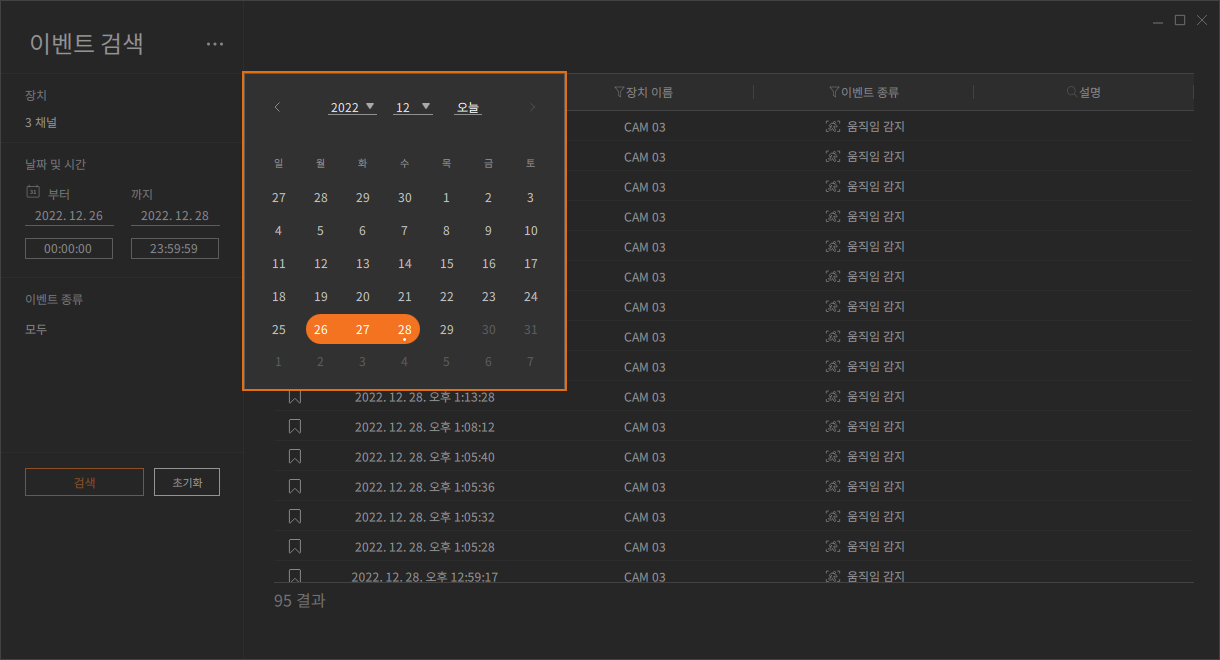 이벤트 검색
장치
3 채널
날짜 및 시간
31 부터 까지
2022. 12. 26 2022. 12. 28
00:00:00 23:59:59
이벤트 종류
모두
검색 초기화
2022 12 오늘
일 월 화 수 목 금 토
27 28 29 30 1 2 3
4 5 6 7 8 9 10
11 12 13 14 15 16 17
18 19 20 21 22 23 24
25 26 27 28 29 30 31
1 2 3 4 5 6 7
장치 이름 이벤트 종류 설명
CAM 03 움직임 감지
CAM 03 움직임 감지
CAM 03 움직임 감지
CAM 03 움직임 감지
CAM 03 움직임 감지
CAM 03 움직임 감지
CAM 03 움직임 감지
CAM 03 움직임 감지
CAM 03 움직임 감지
2022. 12. 28. 오후 1:13:28 CAM 03 움직임 감지
2022. 12. 28. 오후 1:08:12 CAM 03 움직임 감지
2022. 12. 28. 오후 1:05:40 CAM 03 움직임 감지
2022. 12. 28. 오후 1:05:36 CAM 03 움직임 감지
2022. 12. 28. 오후 1:05:32 CAM 03 움직임 감지
2022. 12. 28. 오후 1:05:28 CAM 03 움직임 감지
2022. 12. 28. 오후 12:59:17 CAM 03 움직임 감지
95 결과